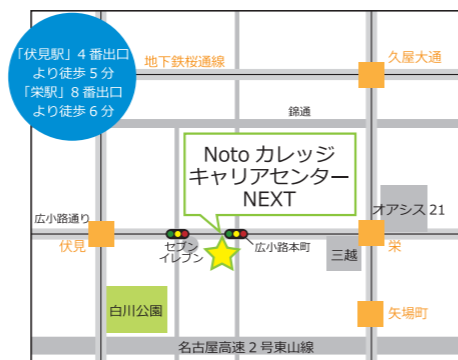 「伏見駅」4番出口
より徒歩5分
「栄駅」8番出口
より徒歩6分
地下鉄桜通線
久屋大通
錦通
Noto カレッジ
キャリアセンター
NEXT
広小路通り
オアシス21
伏見
セブン
イレブン
広小路本町
三越
栄
白川公園
矢場町
名古屋高速2号東山線